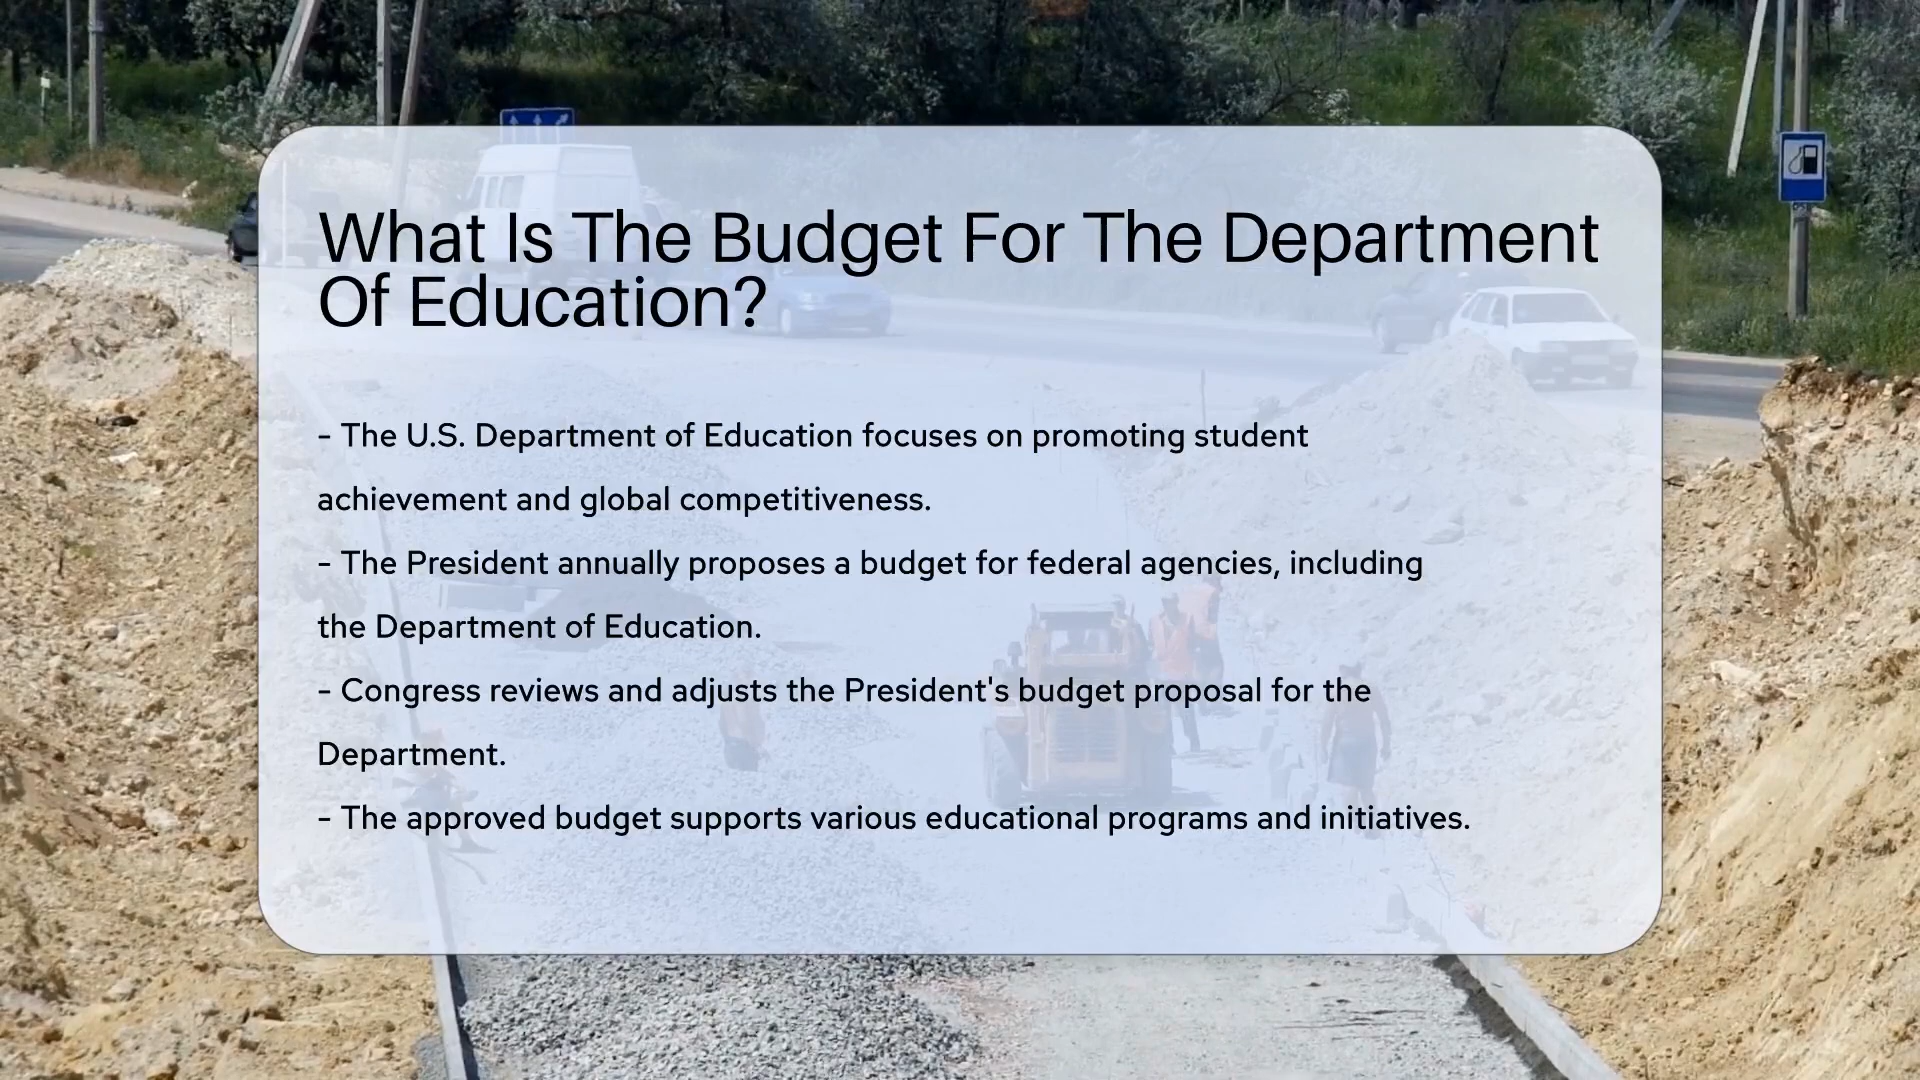 What Is The Budget For The Department
Of Education?
- The U.S. Department of Education focuses on promoting student
achievement and global competitiveness.
- The President annually proposes a budget for federal agencies, including
the Department of Education.
- Congress reviews and adjusts the President's budget proposal for the
Department.
- The approved budget supports various educational programs and initiatives.